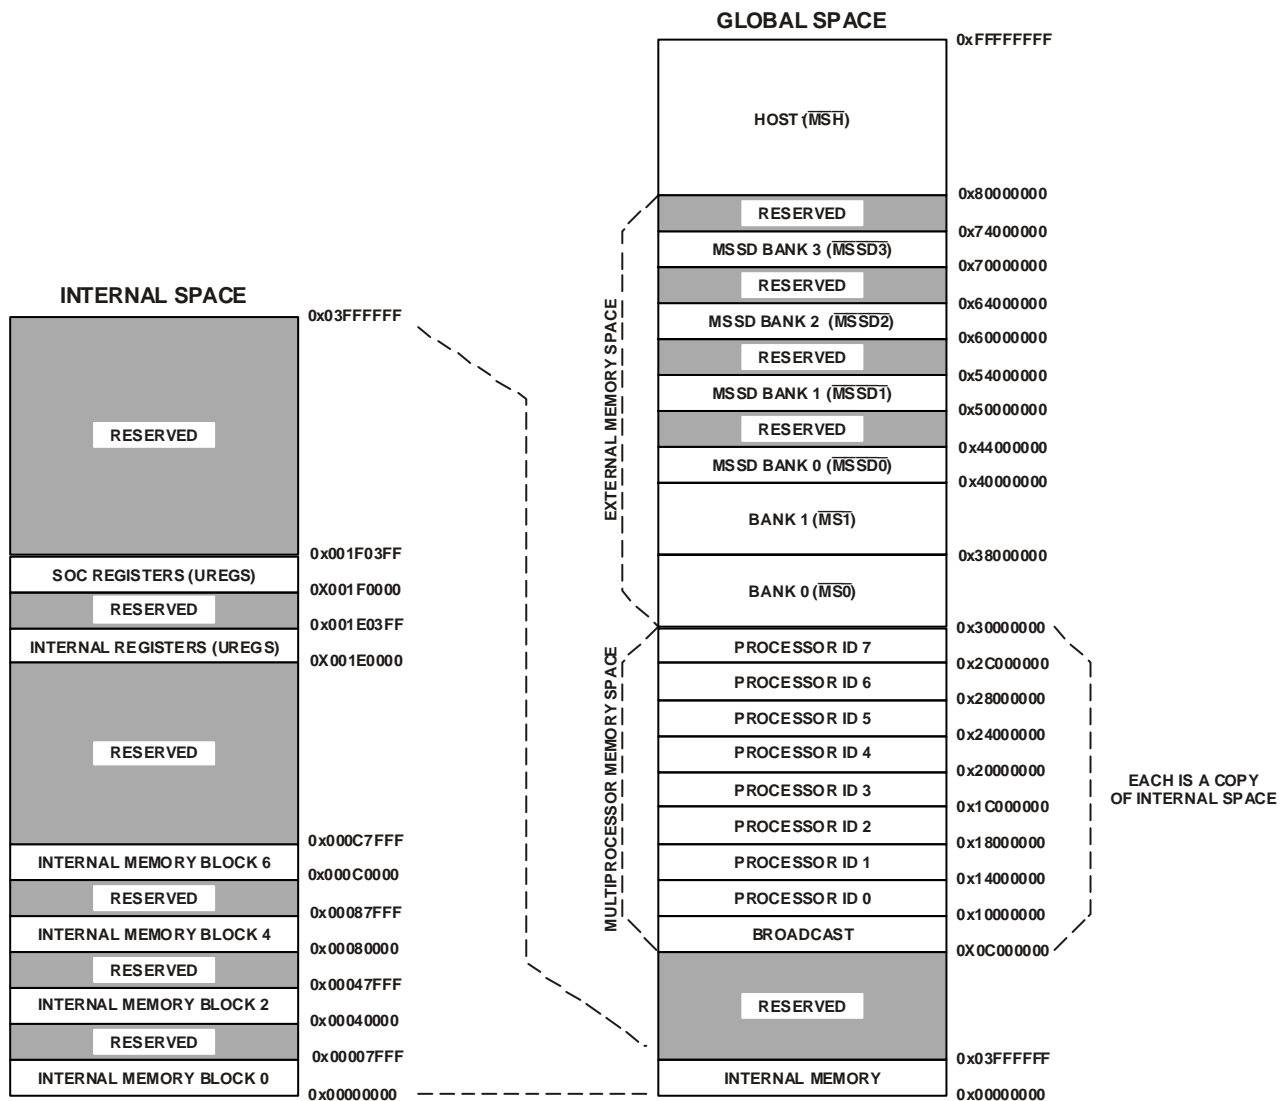 GLOBAL SPACE
0xFFFFFFFF
HOST (MSH)
0x80000000
RESERVED
0x74000000
MSSD BANK 3 (MSSD3)
0x70000000
RESERVED
0x64000000
MSSD BANK 2 (MSSD2)
0x60000000
RESERVED
0x54000000
MSSD BANK 1 (MSSD1)
0x50000000
RESERVED
0x44000000
MSSD BANK 0 (MSSD0)
0x40000000
BANK 1 (MS1)
0x38000000
BANK 0 (MS0)
0x30000000
PROCESSOR ID 7
0x2C000000
PROCESSOR ID 6
0x28000000
PROCESSOR ID 5
0x24000000
PROCESSOR ID 4
0x20000000
PROCESSOR ID 3
0x1C000000
PROCESSOR ID 2
0x18000000
PROCESSOR ID 1
0x14000000
PROCESSOR ID 0
0x10000000
BROADCAST
0X0C000000
RESERVED
0x03FFFFFF
INTERNAL MEMORY
0x00000000
EXTERNAL MEMORY SPACE
MULTIPROCESSOR MEMORY SPACE
EACH IS A COPY
OF INTERNAL SPACE
INTERNAL SPACE
0x03FFFFFF
RESERVED
0x001F03FF
SOC REGISTERS (UREGS)
0X001F0000
RESERVED
0x001E03FF
INTERNAL REGISTERS (UREGS)
0X001E0000
RESERVED
0x000C7FFF
INTERNAL MEMORY BLOCK 6
0x000C0000
RESERVED
0x00087FFF
INTERNAL MEMORY BLOCK 4
0x00080000
RESERVED
0x00047FFF
INTERNAL MEMORY BLOCK 2
0x00040000
RESERVED
0x00007FFF
INTERNAL MEMORY BLOCK 0
0x00000000